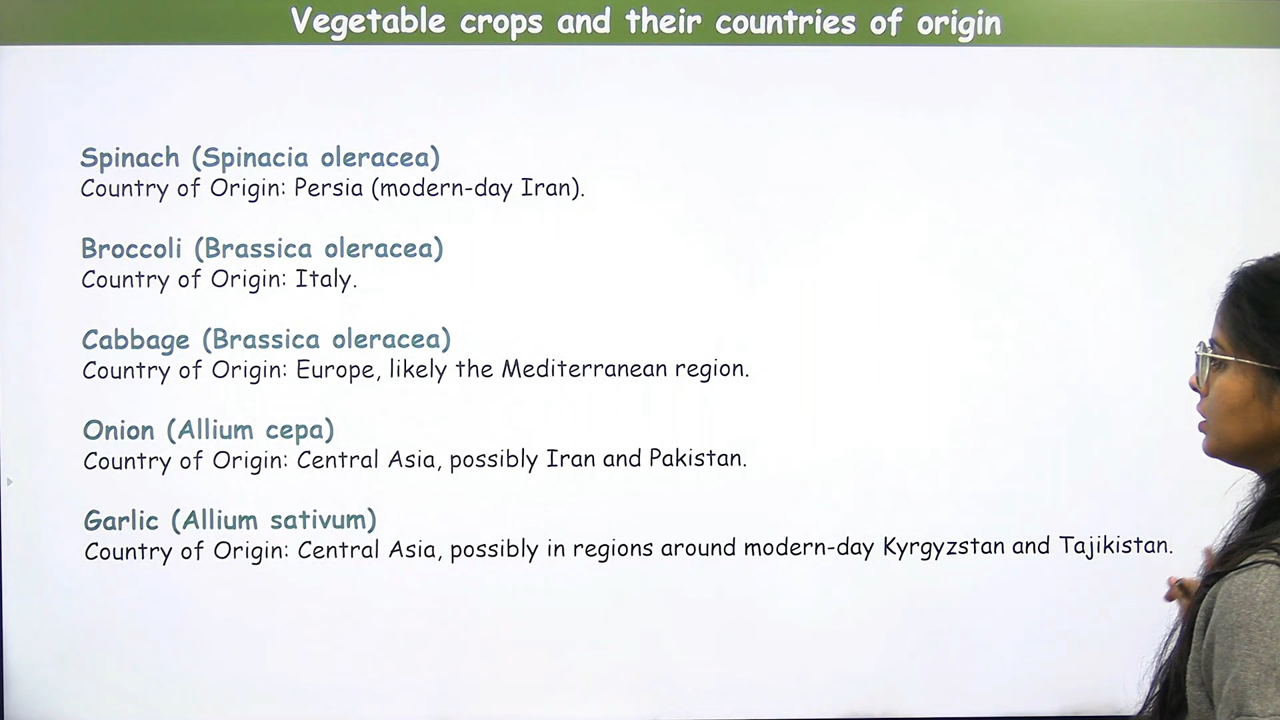 Vegetable crops and their countries of origin
Spinach (Spinacia oleracea)
Country of Origin: Persia (modern-day Iran).
Broccoli (Brassica oleracea)
Country of Origin: Italy.
Cabbage (Brassica oleracea)
Country of Origin: Europe, likely the Mediterranean region.
Onion (Allium cepa)
Country of Origin: Central Asia, possibly Iran and Pakistan.
Garlic (Allium sativum)
Country of Origin: Central Asia, possibly in regions around modern-day Kyrgyzstan and Tajikistan.